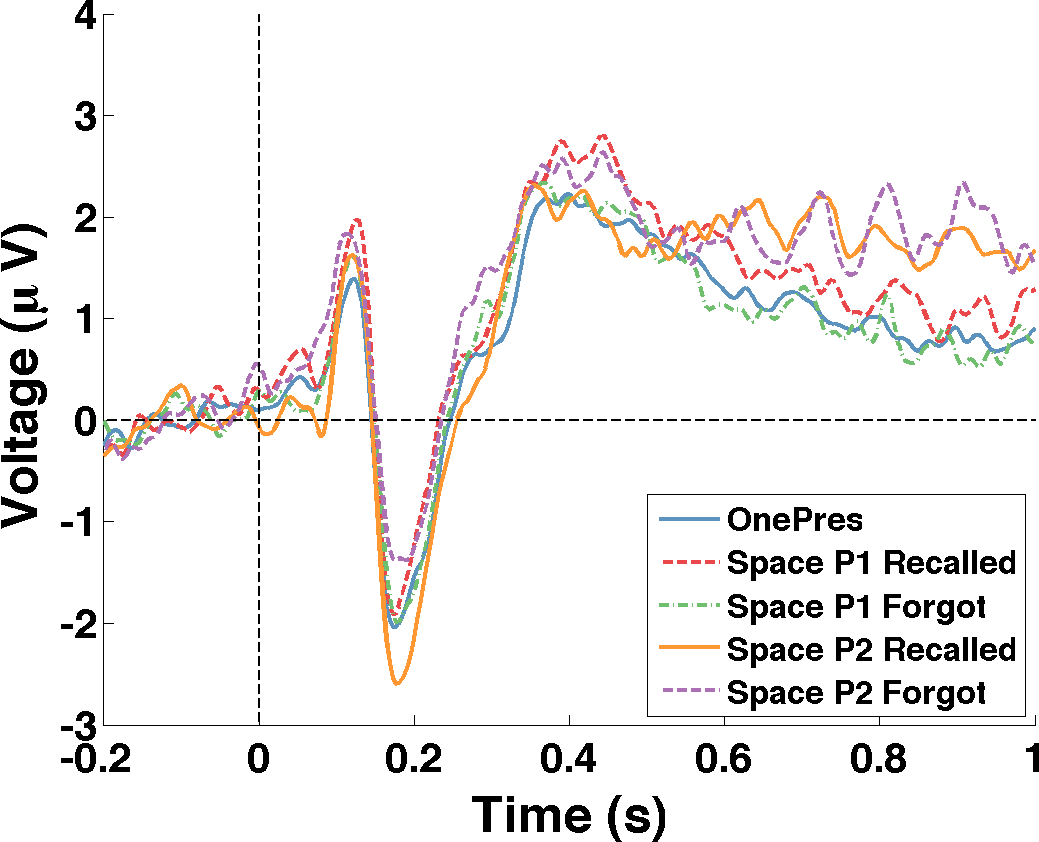 4
3
2
1
0
-1
-2
-3
Voltage (μ V)
-0.2
0
0.2
0.4
0.6
0.8
1
Time (s)
OnePres
Space P1 Recalled
Space P1 Forgot
Space P2 Recalled
Space P2 Forgot